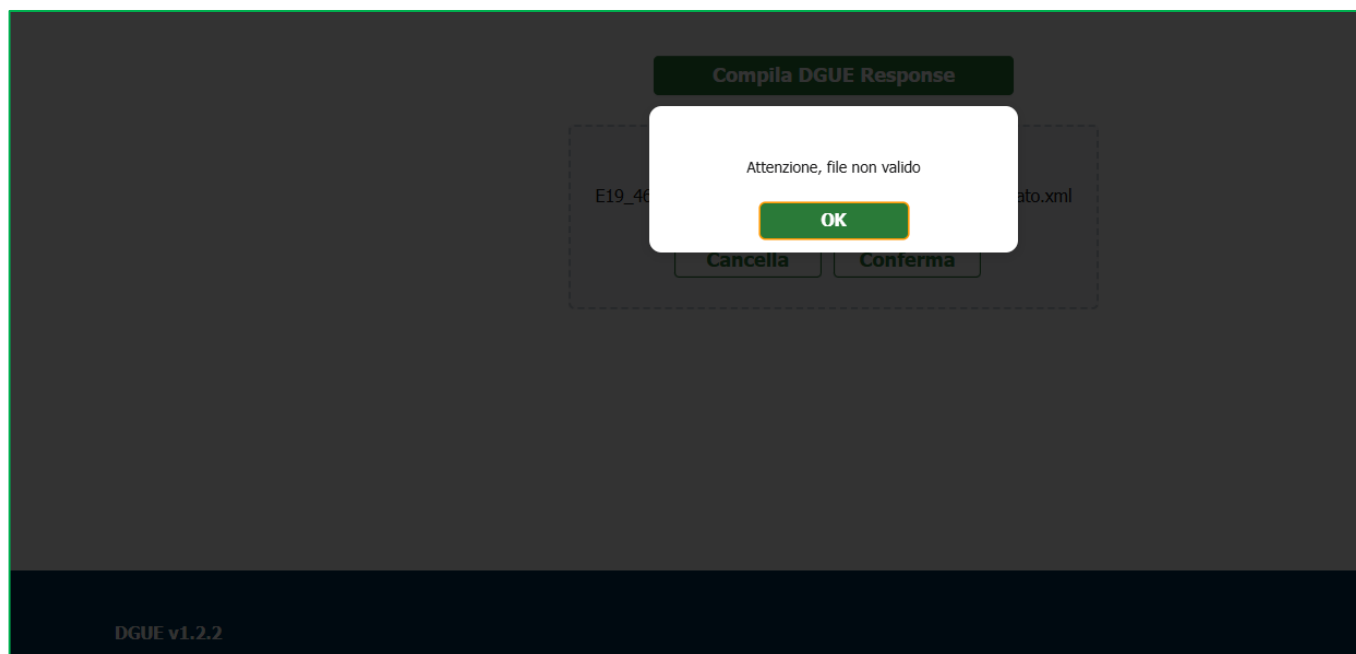 Compila DGUE Response
Attenzione, file non valido
E19_46
ato.xml
OK
Cancella
Conferma
DGUE v1.2.2